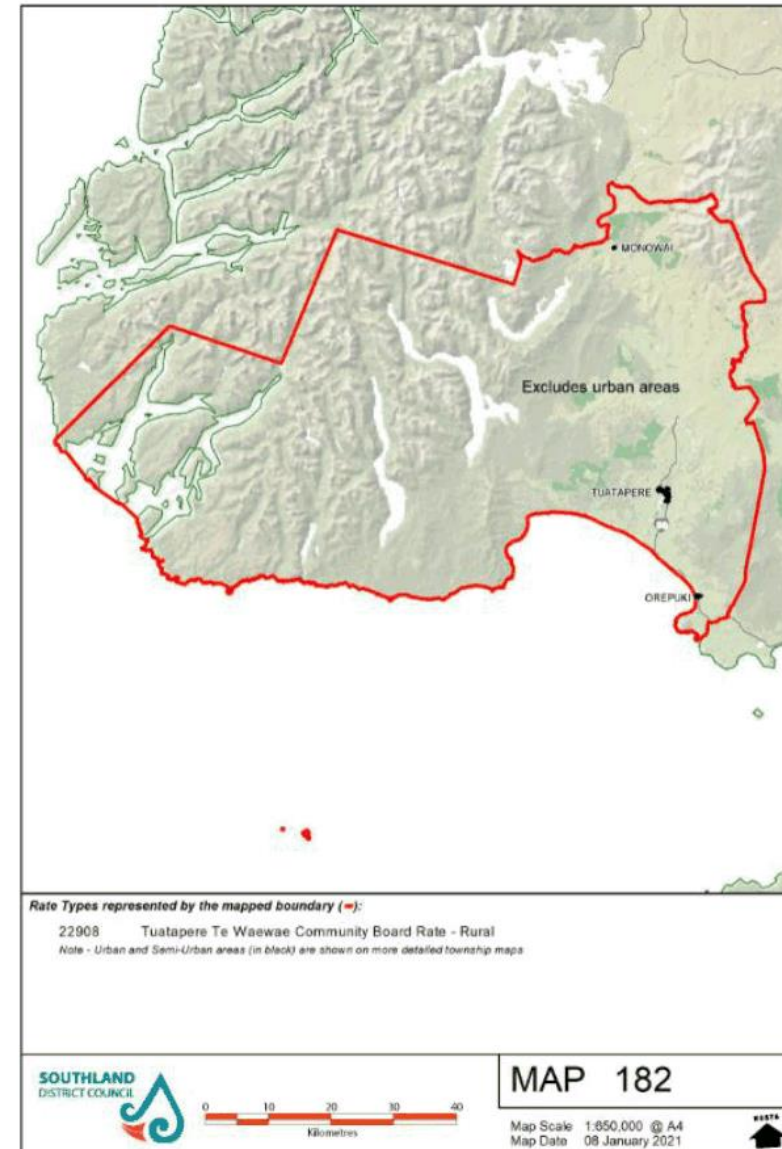 MONOWAI
Excludes urban areas
TUATAPERE
OREPUKI
Rate Types represented by the mapped boundary ( ):
22908 Tuatapere Te Waewae Community Board Rate - Rural
Note - Urban and Semi-Urban areas (in black) are shown on more detailed township maps
SOUTHLAND
DISTRICT COUNCIL
0 10 20 30 40
Kilometres
MAP 182
Map Scale 1:650,000 @ A4
Map Date 08 January 2021
NORTH